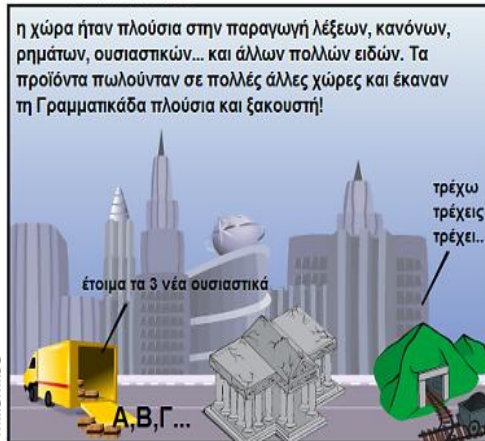 η χώρα ήταν πλούσια στην παραγωγή λέξεων, κανόνων,
ρημάτων, ουσιαστικών... και άλλων πολλών ειδών. Τα
προϊόντα πωλούνταν σε πολλές άλλες χώρες και έκαναν
τη Γραμματικάδα πλούσια και ξακουστή!
τρέχω
τρέχεις
τρέχει..
έτοιμα τα 3 νέα ουσιαστικά
Α,Β,Γ...